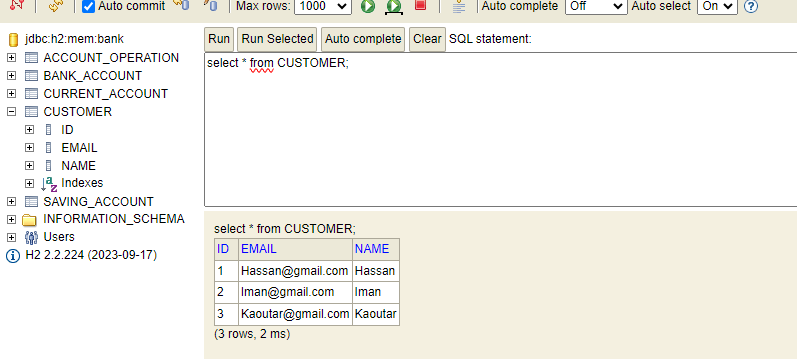 Auto commit Max rows: 1000 Auto complete Off Auto select On
jdbc:h2:mem:bank
ACCOUNT_OPERATION
BANK_ACCOUNT
CURRENT_ACCOUNT
CUSTOMER
ID
EMAIL
NAME
Indexes
SAVING_ACCOUNT
INFORMATION_SCHEMA
Users
H2 2.2.224 (2023-09-17)
Run Run Selected Auto complete Clear SQL statement:
select * from CUSTOMER;
select * from CUSTOMER;
ID EMAIL NAME
1 Hassan@gmail.com Hassan
2 Iman@gmail.com Iman
3 Kaoutar@gmail.com Kaoutar
(3 rows, 2 ms)